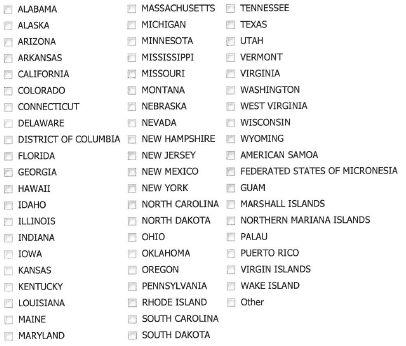 ALABAMA
ALASKA
ARIZONA
ARKANSAS
CALIFORNIA
COLORADO
CONNECTICUT
DELAWARE
DISTRICT OF COLUMBIA
FLORIDA
GEORGIA
HAWAII
IDAHO
ILLINOIS
INDIANA
IOWA
KANSAS
KENTUCKY
LOUISIANA
MAINE
MARYLAND
MASSACHUSETTS
MICHIGAN
MINNESOTA
MISSISSIPPI
MISSOURI
MONTANA
NEBRASKA
NEVADA
NEW HAMPSHIRE
NEW JERSEY
NEW MEXICO
NEW YORK
NORTH CAROLINA
NORTH DAKOTA
OHIO
OKLAHOMA
OREGON
PENNSYLVANIA
RHODE ISLAND
SOUTH CAROLINA
SOUTH DAKOTA
TENNESSEE
TEXAS
UTAH
VERMONT
VIRGINIA
WASHINGTON
WEST VIRGINIA
WISCONSIN
WYOMING
AMERICAN SAMOA
FEDERATED STATES OF MICRONESIA
GUAM
MARSHALL ISLANDS
NORTHERN MARIANA ISLANDS
PALAU
PUERTO RICO
VIRGIN ISLANDS
WAKE ISLAND
Other